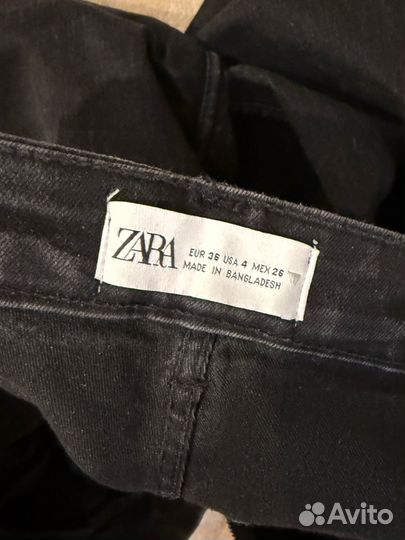 ZARA
EUR 36 USA 4 MEX 26
MADE IN BANGLADESH
Avito